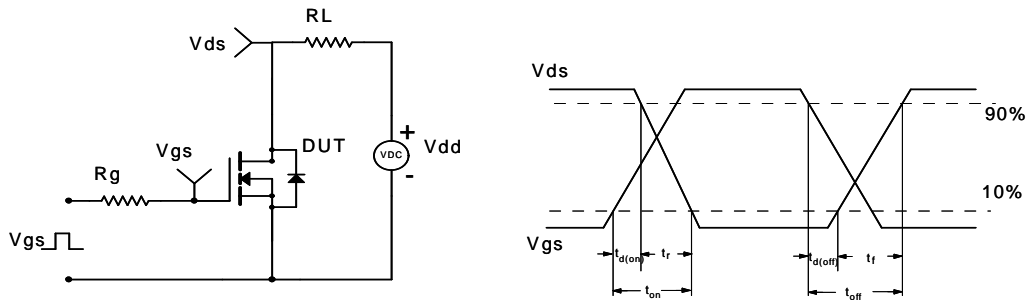 RL
Vds
Vgs
DUT
Rg
VDC
+
-
Vdd
Vgs
Vds
90%
10%
Vgs
td(on)
tr
td(off)
tf
ton
toff